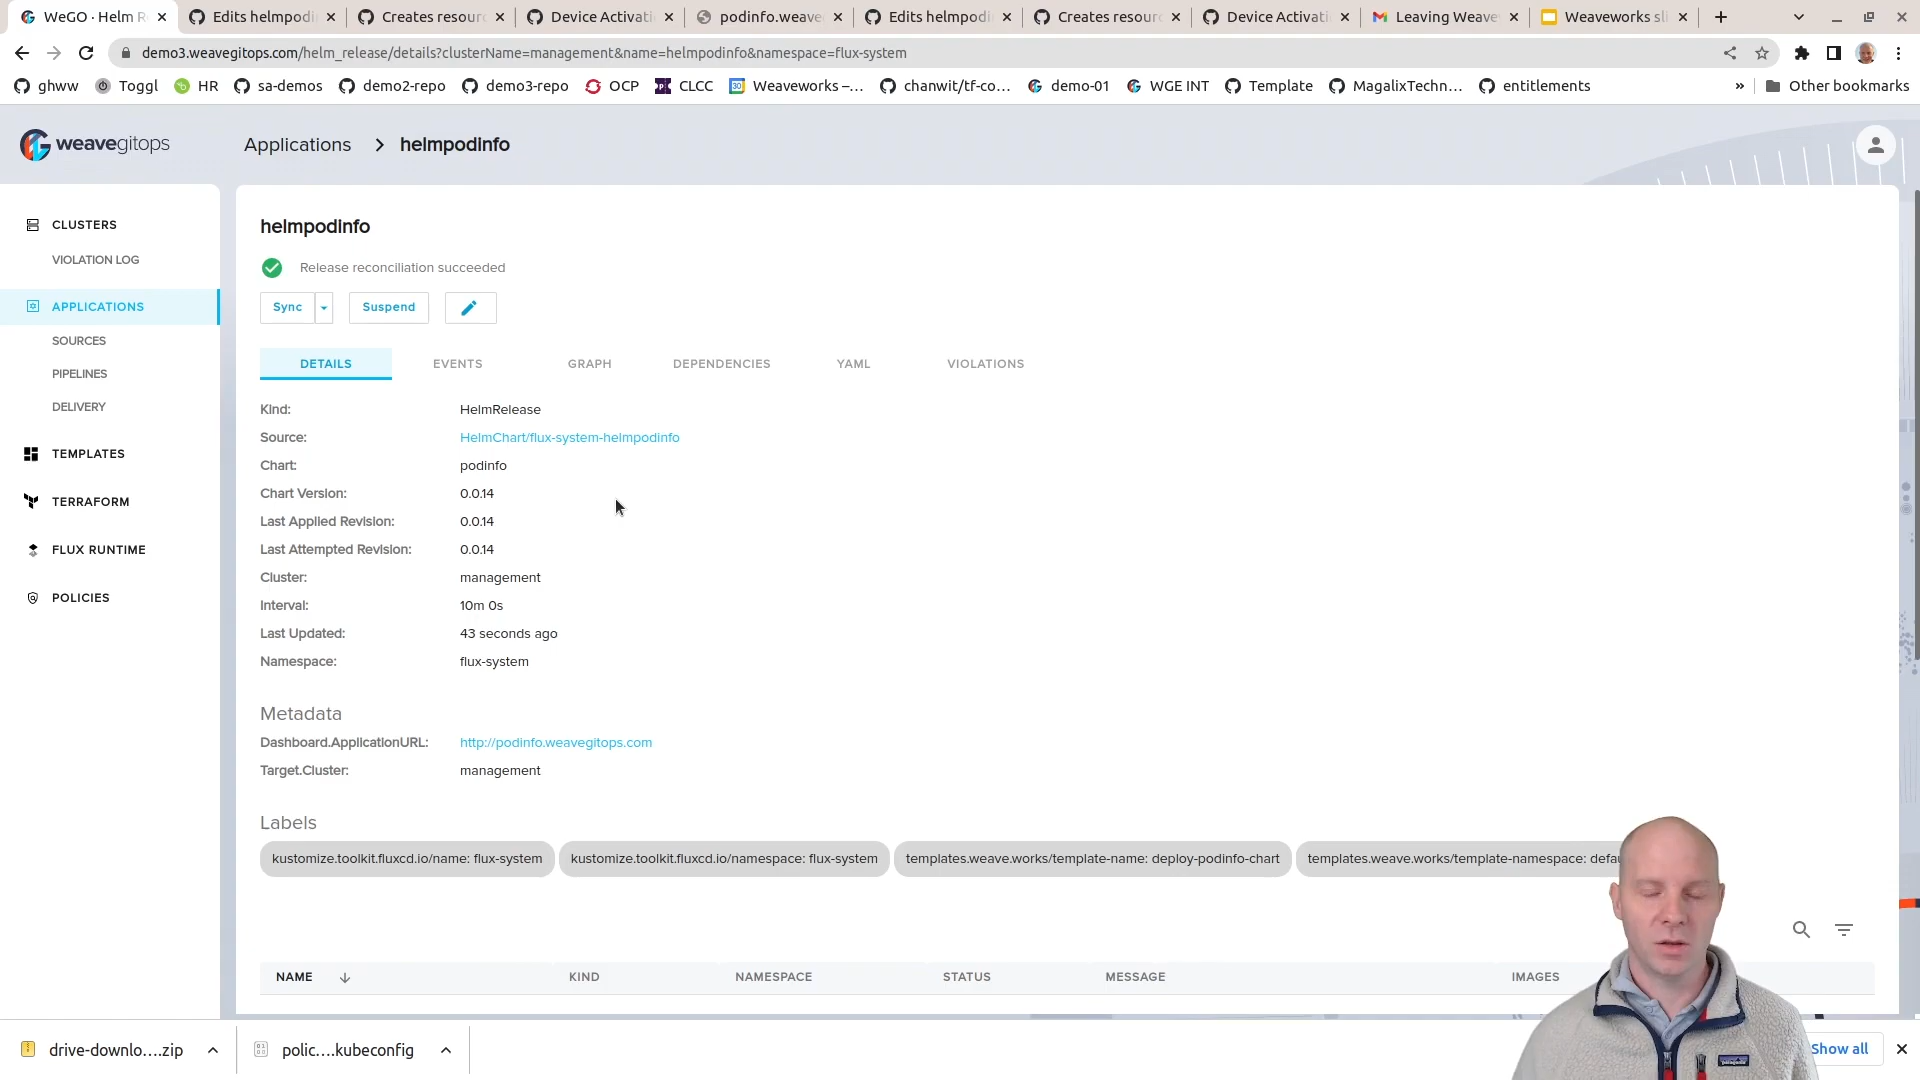 WeGO · Helm R
Edits helmpodi
Creates resour
Device Activati
podinfo.weave
Edits helmpodi
Creates resour
Device Activati
Leaving Weave
Weaveworks sl
demo3.weavegitops.com/helm_release/details?clusterName=management&name=helmpodinfo&namespace=flux-system
ghww
Toggl
HR
sa-demos
demo2-repo
demo3-repo
OCP
CLCC
Weaveworks –...
chanwit/tf-co...
demo-01
WGE INT
Template
MagalixTechn...
entitlements
»
Other bookmarks
weavegitops
Applications > helmpodinfo
CLUSTERS
VIOLATION LOG
APPLICATIONS
SOURCES
PIPELINES
DELIVERY
TEMPLATES
TERRAFORM
FLUX RUNTIME
POLICIES
helmpodinfo
Release reconciliation succeeded
Sync
Suspend
DETAILS
EVENTS
GRAPH
DEPENDENCIES
YAML
VIOLATIONS
Kind: HelmRelease
Source: HelmChart/flux-system-helmpodinfo
Chart: podinfo
Chart Version: 0.0.14
Last Applied Revision: 0.0.14
Last Attempted Revision: 0.0.14
Cluster: management
Interval: 10m 0s
Last Updated: 43 seconds ago
Namespace: flux-system
Metadata
Dashboard.ApplicationURL: http://podinfo.weavegitops.com
Target.Cluster: management
Labels
kustomize.toolkit.fluxcd.io/name: flux-system
kustomize.toolkit.fluxcd.io/namespace: flux-system
templates.weave.works/template-name: deploy-podinfo-chart
templates.weave.works/template-namespace: defau
NAME
KIND
NAMESPACE
STATUS
MESSAGE
IMAGES
drive-downlo....zip
polic....kubeconfig
Show all
patagonia